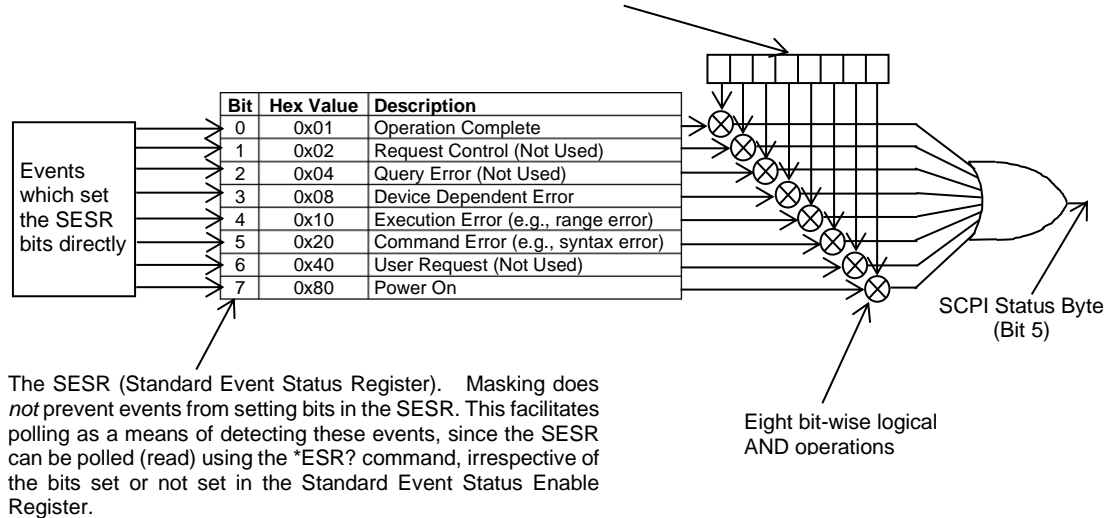 Bit Hex Value Description
0 0x01 Operation Complete
1 0x02 Request Control (Not Used)
2 0x04 Query Error (Not Used)
3 0x08 Device Dependent Error
4 0x10 Execution Error (e.g., range error)
5 0x20 Command Error (e.g., syntax error)
6 0x40 User Request (Not Used)
7 0x80 Power On
Events
which set
the SESR
bits directly
SCPI Status Byte
(Bit 5)
The SESR (Standard Event Status Register). Masking does
not prevent events from setting bits in the SESR. This facilitates
polling as a means of detecting these events, since the SESR
can be polled (read) using the *ESR? command, irrespective of
the bits set or not set in the Standard Event Status Enable
Register.
Eight bit-wise logical
AND operations